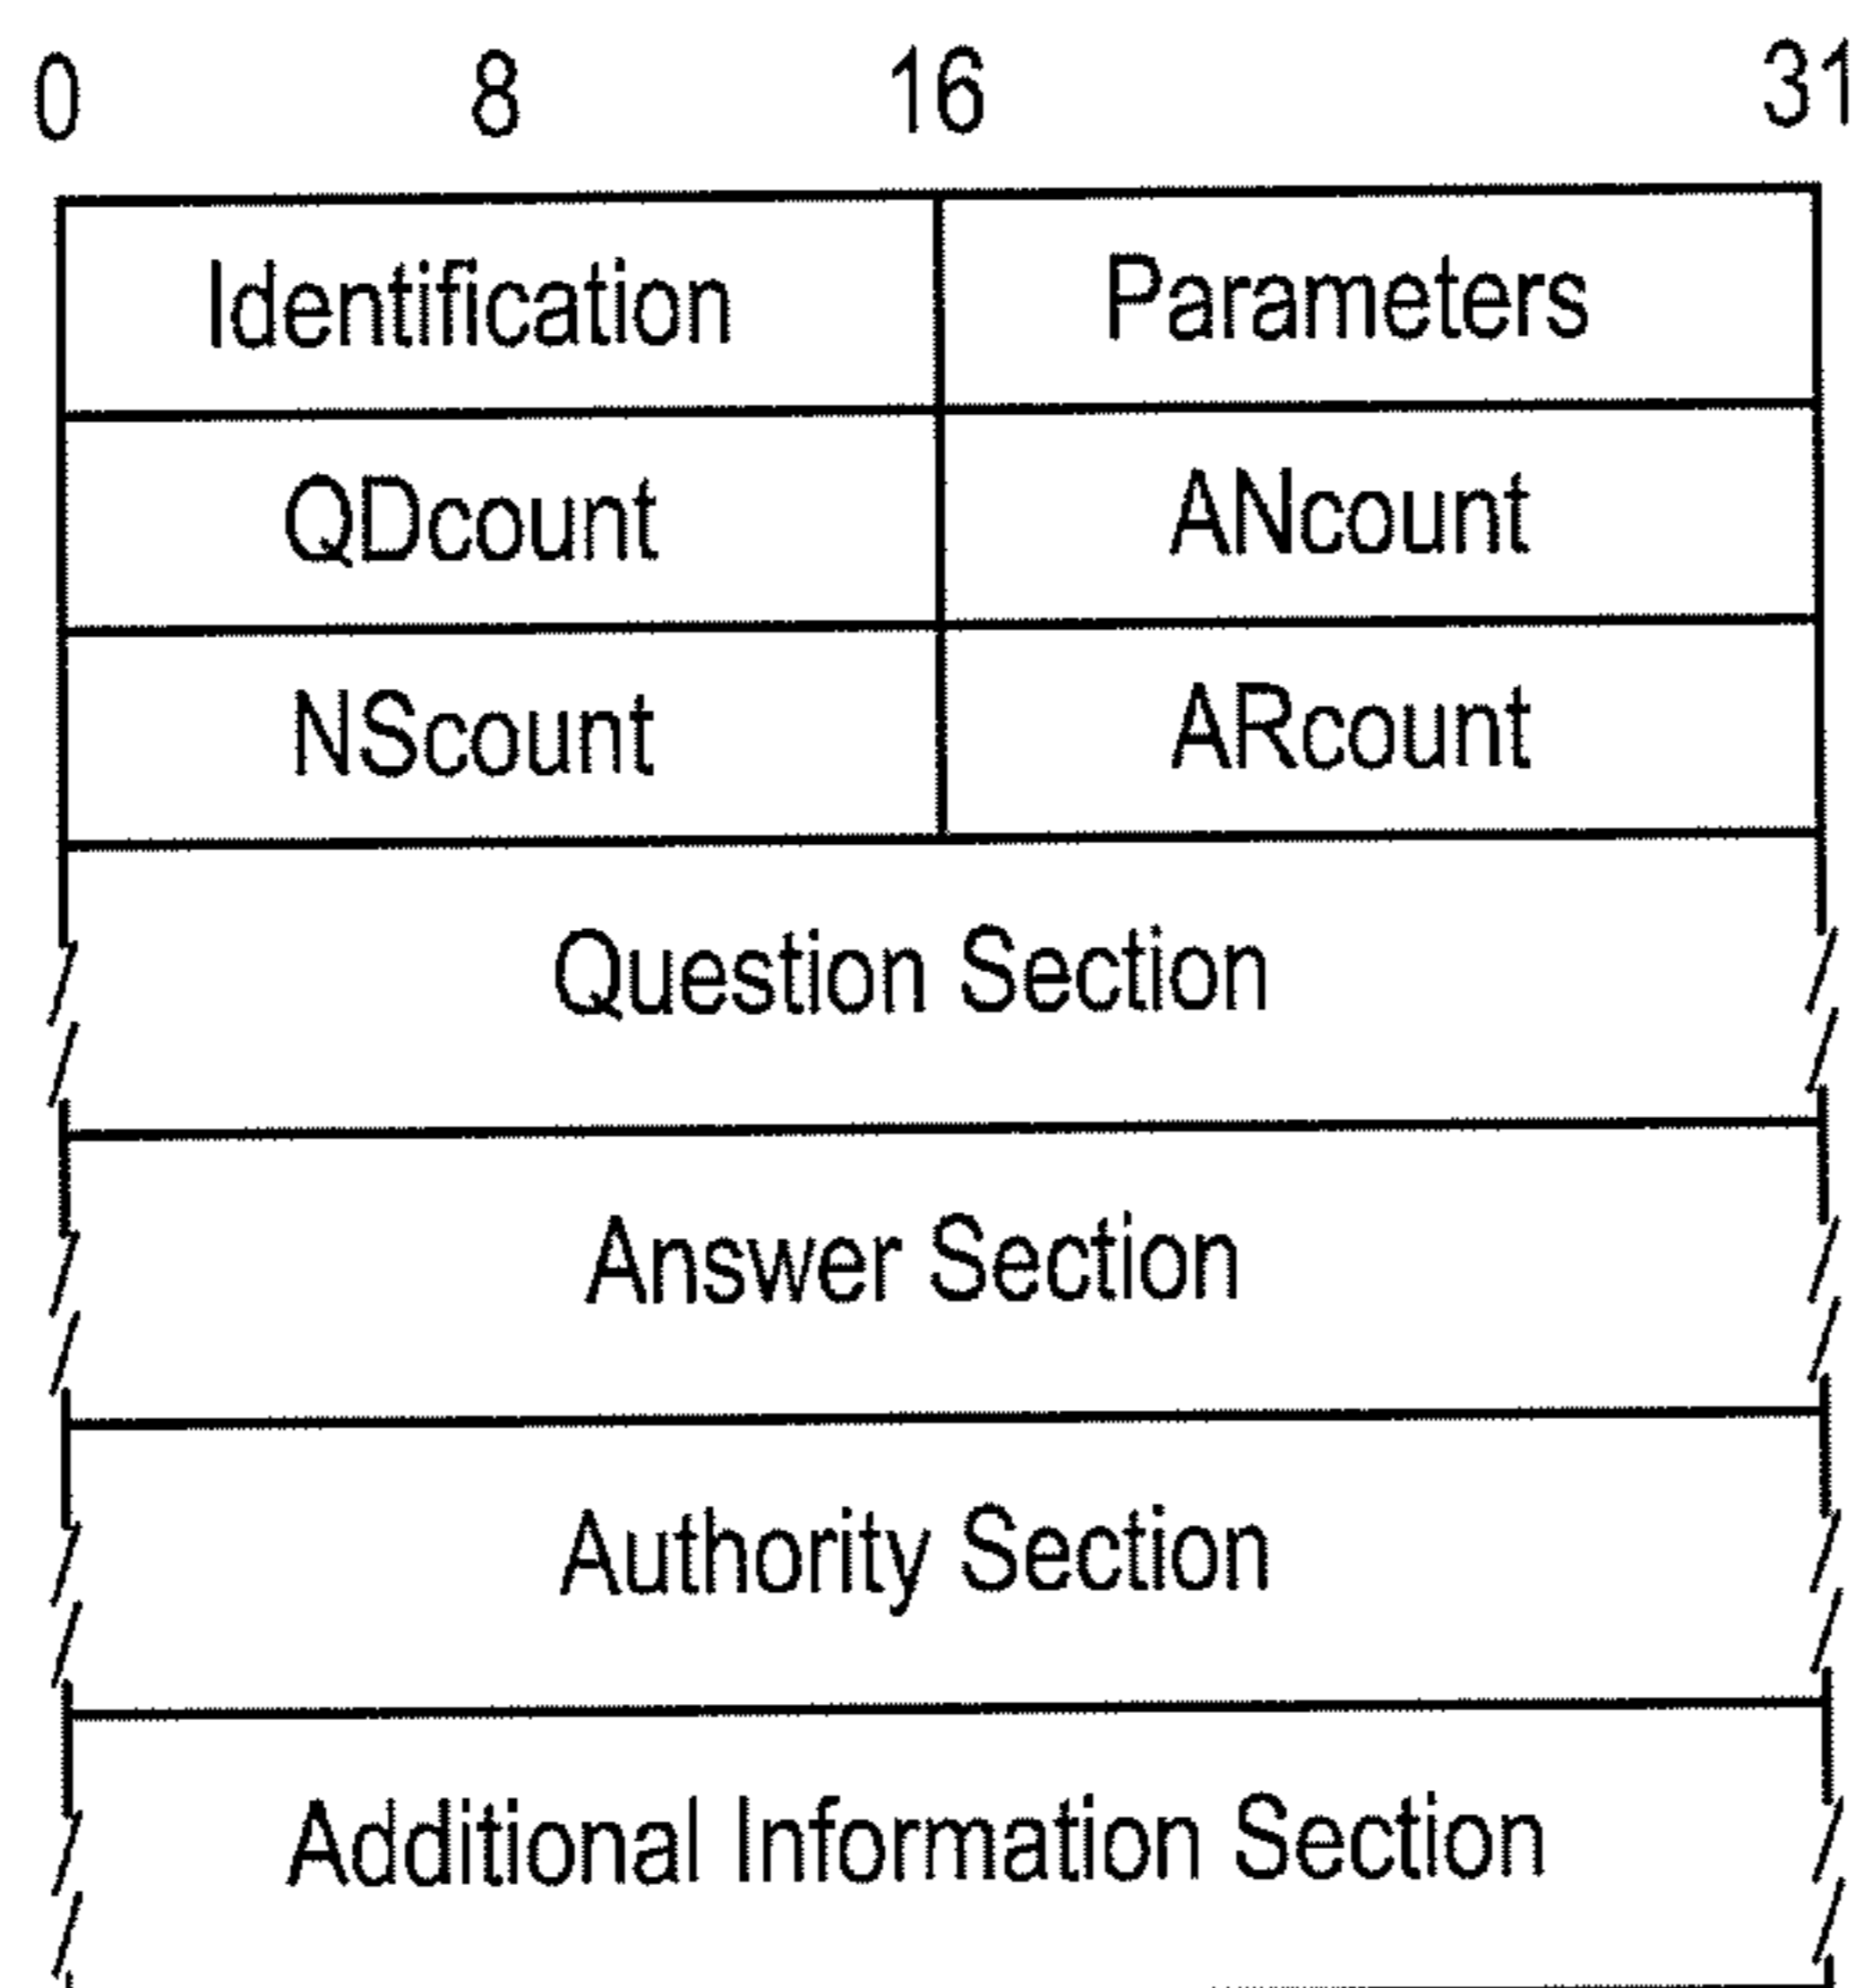 0 8 16 31
Identification Parameters
QDcount ANcount
NScount ARcount
Question Section
Answer Section
Authority Section
Additional Information Section